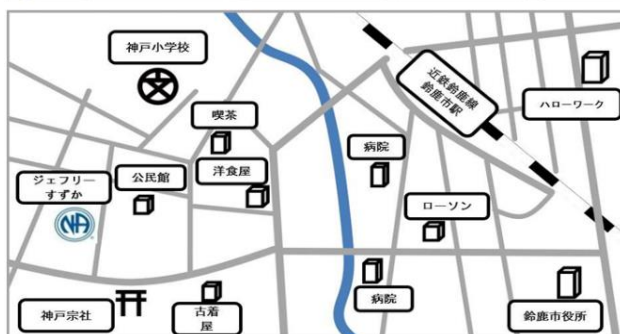 神戸小学校
近鉄鈴鹿線
鈴鹿市駅
ハローワーク
喫茶
病院
ジェフリー
すずか
公民館
洋食屋
ローソン
NA
神戸宗社
古着
屋
病院
鈴鹿市役所